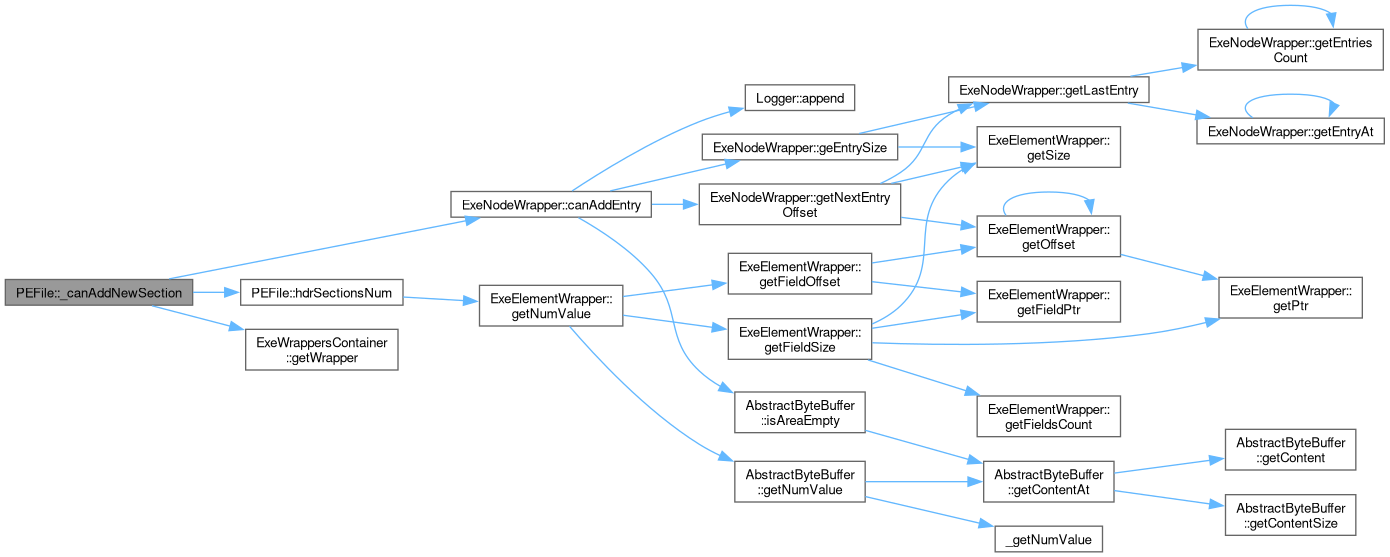 PEFile::_canAddNewSection
ExeNodeWrapper::canAddEntry
PEFile::hdrSectionsNum
ExeWrappersContainer
::getWrapper
ExeElementWrapper::
getNumValue
Logger::append
ExeNodeWrapper::geEntrySize
ExeNodeWrapper::getNextEntry
Offset
ExeElementWrapper::
getFieldOffset
ExeElementWrapper::
getFieldSize
AbstractByteBuffer
::isAreaEmpty
AbstractByteBuffer
::getNumValue
ExeNodeWrapper::getLastEntry
ExeElementWrapper::
getSize
ExeElementWrapper::
getOffset
ExeElementWrapper::
getFieldPtr
ExeElementWrapper::
getFieldsCount
AbstractByteBuffer
::getContentAt
_getNumValue
ExeNodeWrapper::getEntries
Count
ExeNodeWrapper::getEntryAt
ExeElementWrapper::
getPtr
AbstractByteBuffer
::getContent
AbstractByteBuffer
::getContentSize